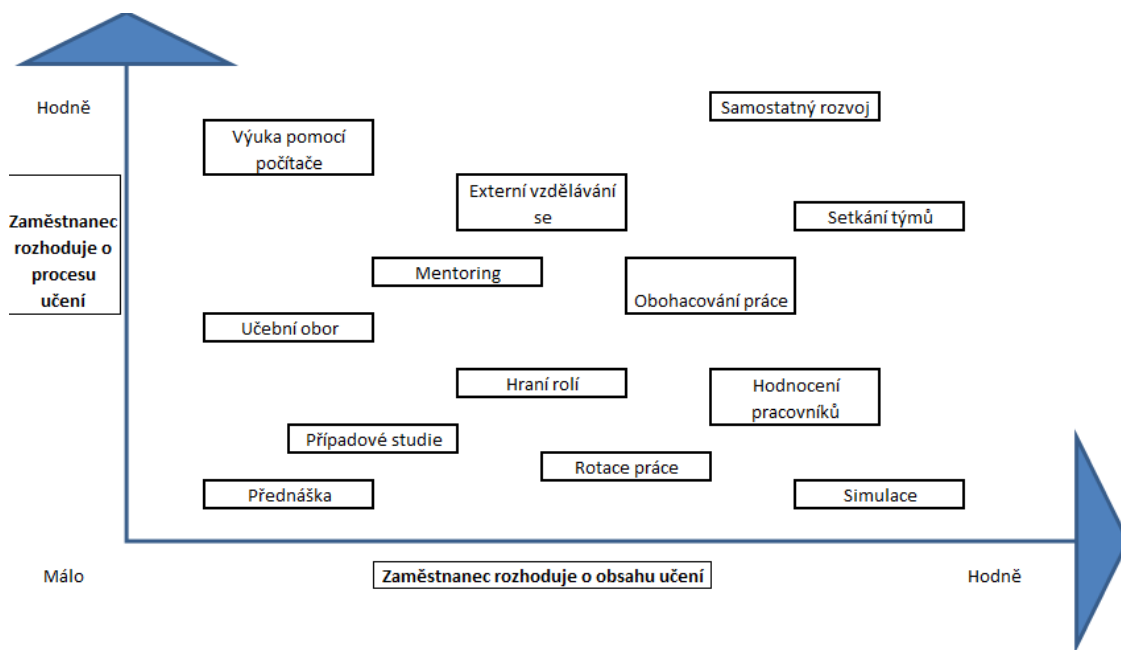 Hodně
Samostatný rozvoj
Výuka pomocí
počítače
Externí vzdělávání
se
Zaměstnanec
rozhoduje o
procesu
učení
Setkání týmů
Mentoring
Obohacování práce
Učební obor
Hraní rolí
Hodnocení
pracovníků
Případové studie
Rotace práce
Přednáška
Simulace
Málo
Zaměstnanec rozhoduje o obsahu učení
Hodně